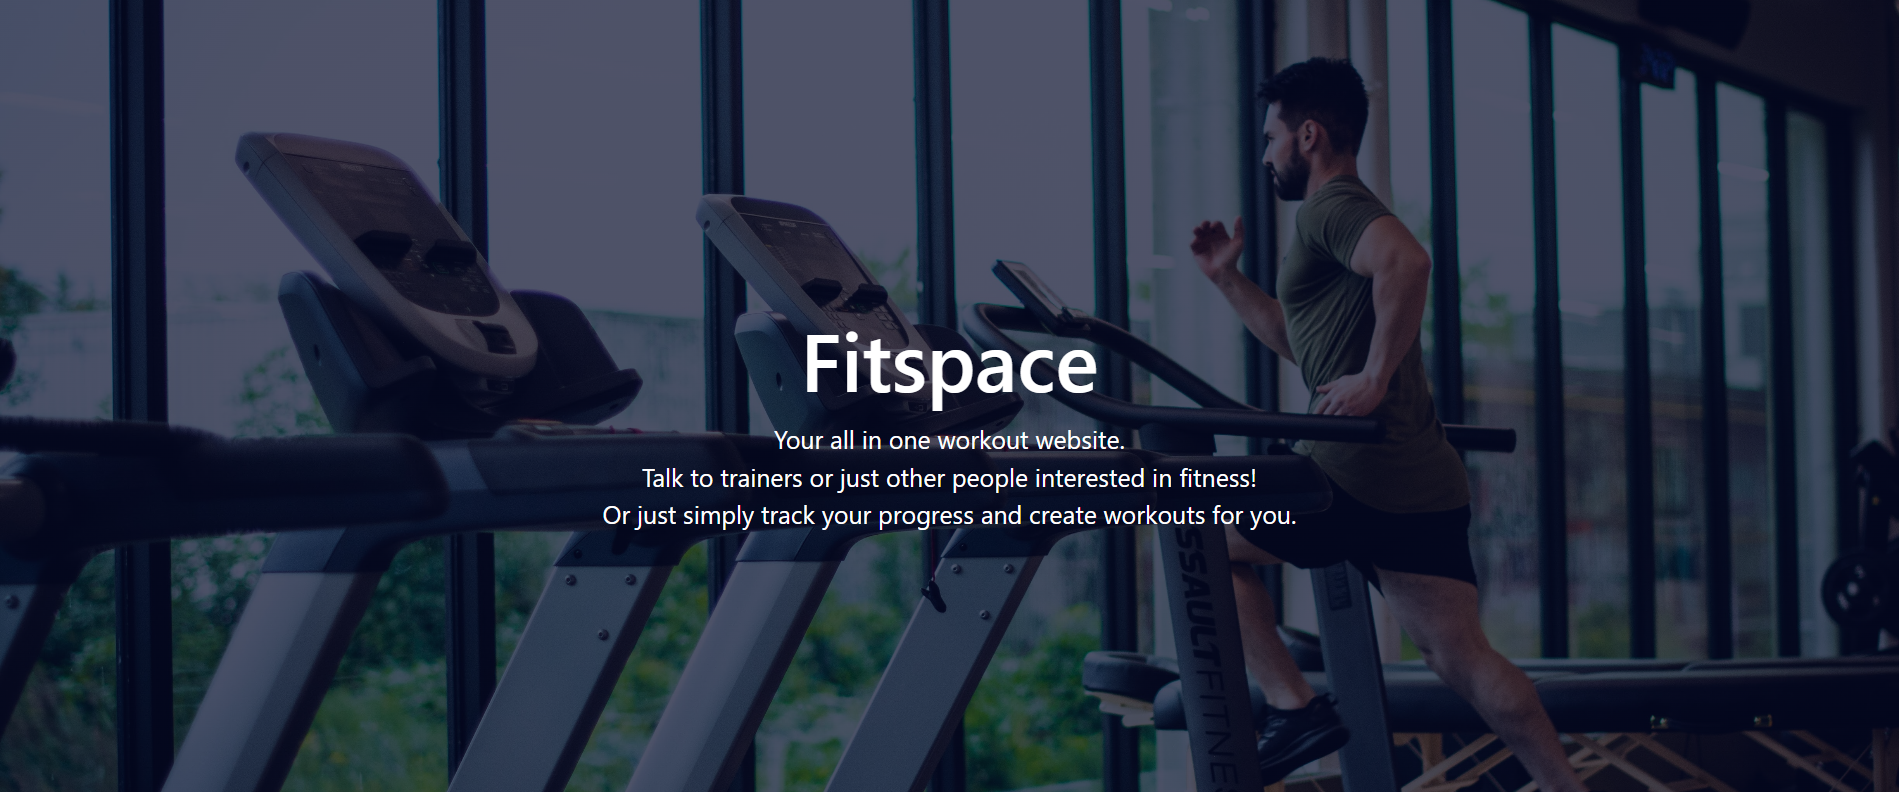 Fitspace
Your all in one workout website.
Talk to trainers or just other people interested in fitness!
Or just simply track your progress and create workouts for you.